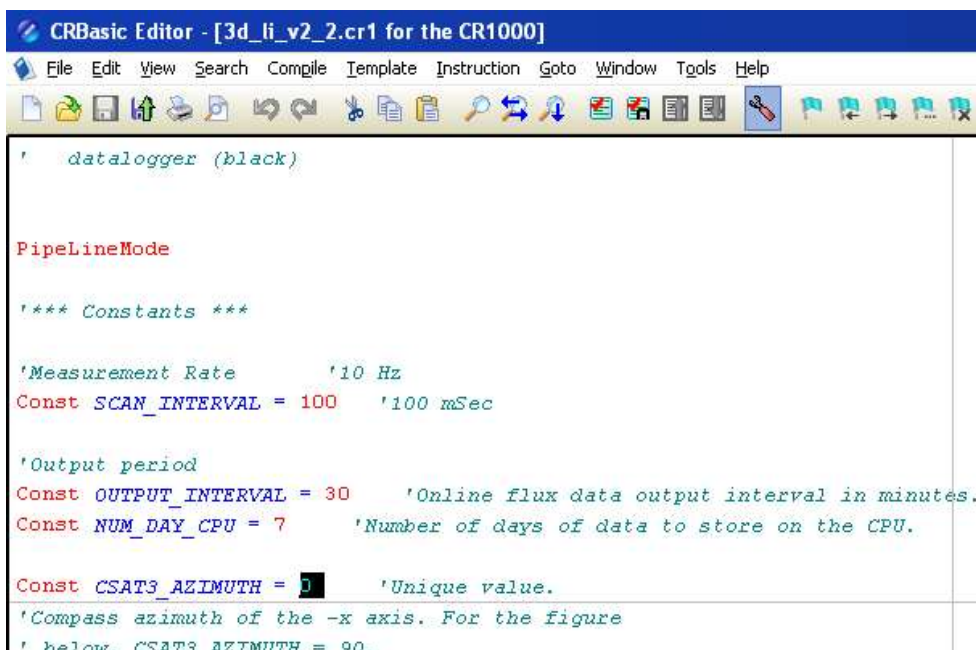 CRBasic Editor - [3d_li_v2_2.cr1 for the CR1000]
File Edit View Search Compile Template Instruction Goto Window Tools Help
' datalogger (black)
PipeLineMode
'*** Constants ***
'Measurement Rate '10 Hz
Const SCAN_INTERVAL = 100 '100 mSec
'Output period
Const OUTPUT_INTERVAL = 30 'Online flux data output interval in minutes.
Const NUM_DAY_CPU = 7 'Number of days of data to store on the CPU.
Const CSAT3_AZIMUTH = 0 'Unique value.
'Compass azimuth of the -x axis. For the figure
' below, CSAT3_AZIMUTH = 90